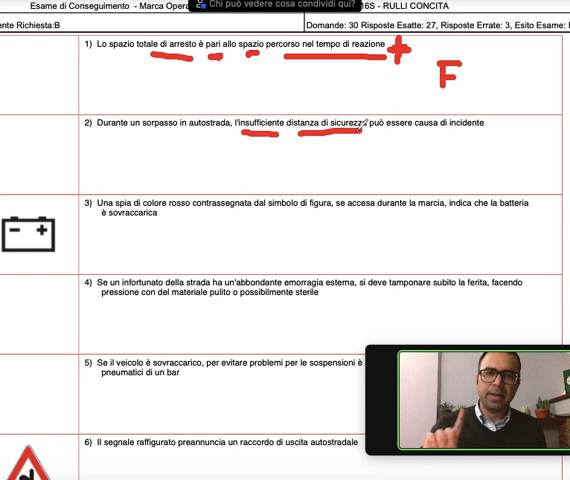 Esame di Conseguimento - Marca Opera
Chi può vedere cosa condividi qui?
16S - RULLI CONCITA
ente Richiesta:B
Domande: 30 Risposte Esatte: 27, Risposte Errate: 3, Esito Esame:
1) Lo spazio totale di arresto è pari allo spazio percorso nel tempo di reazione
+
F
2) Durante un sorpasso in autostrada, l'insufficiente distanza di sicurezza può essere causa di incidente
3) Una spia di colore rosso contrassegnata dal simbolo di figura, se accesa durante la marcia, indica che la batteria
è sovraccarica
- +
4) Se un infortunato della strada ha un'abbondante emorragia esterna, si deve tamponare subito la ferita, facendo
pressione con del materiale pulito o possibilmente sterile
5) Se il veicolo è sovraccarico, per evitare problemi per le sospensioni è
pneumatici di un bar
6) Il segnale raffigurato preannuncia un raccordo di uscita autostradale